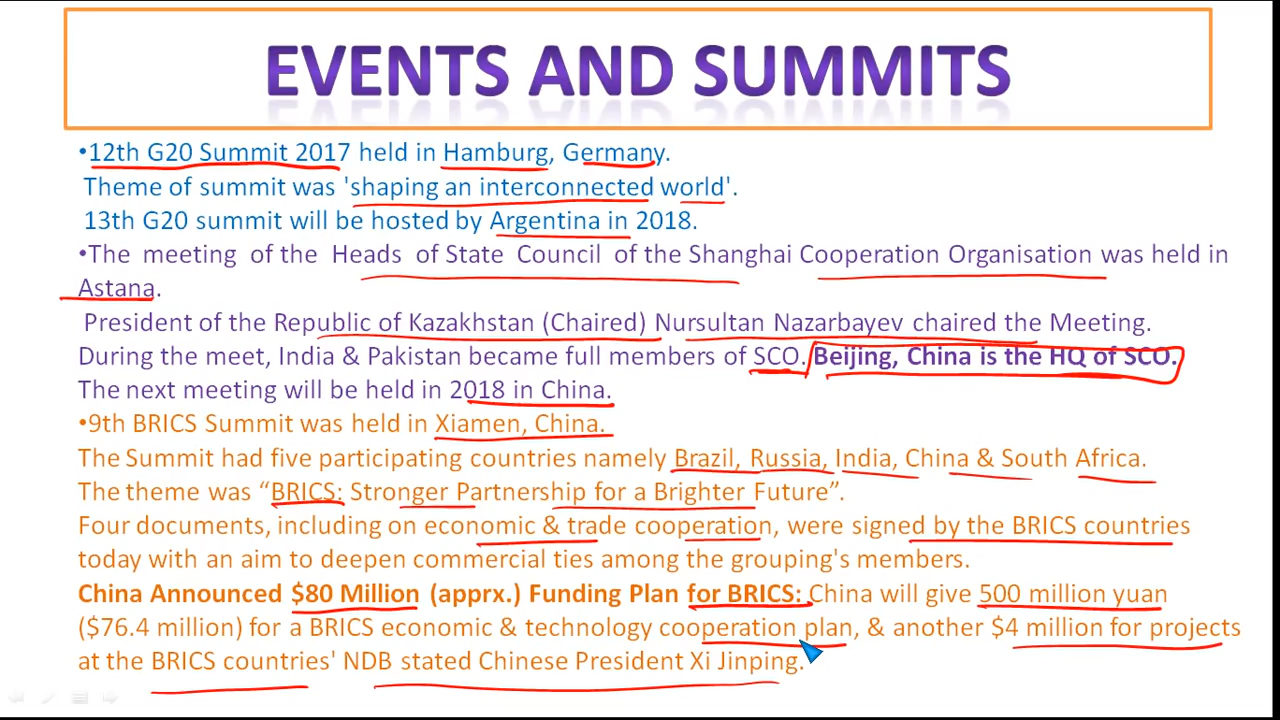 EVENTS AND SUMMITS
•12th G20 Summit 2017 held in Hamburg, Germany.
Theme of summit was 'shaping an interconnected world'.
13th G20 summit will be hosted by Argentina in 2018.
•The meeting of the Heads of State Council of the Shanghai Cooperation Organisation was held in
Astana.
President of the Republic of Kazakhstan (Chaired) Nursultan Nazarbayev chaired the Meeting.
During the meet, India & Pakistan became full members of SCO. Beijing, China is the HQ of SCO.
The next meeting will be held in 2018 in China.
•9th BRICS Summit was held in Xiamen, China.
The Summit had five participating countries namely Brazil, Russia, India, China & South Africa.
The theme was “BRICS: Stronger Partnership for a Brighter Future”.
Four documents, including on economic & trade cooperation, were signed by the BRICS countries
today with an aim to deepen commercial ties among the grouping's members.
China Announced $80 Million (apprx.) Funding Plan for BRICS: China will give 500 million yuan
($76.4 million) for a BRICS economic & technology cooperation plan, & another $4 million for projects
at the BRICS countries' NDB stated Chinese President Xi Jinping.